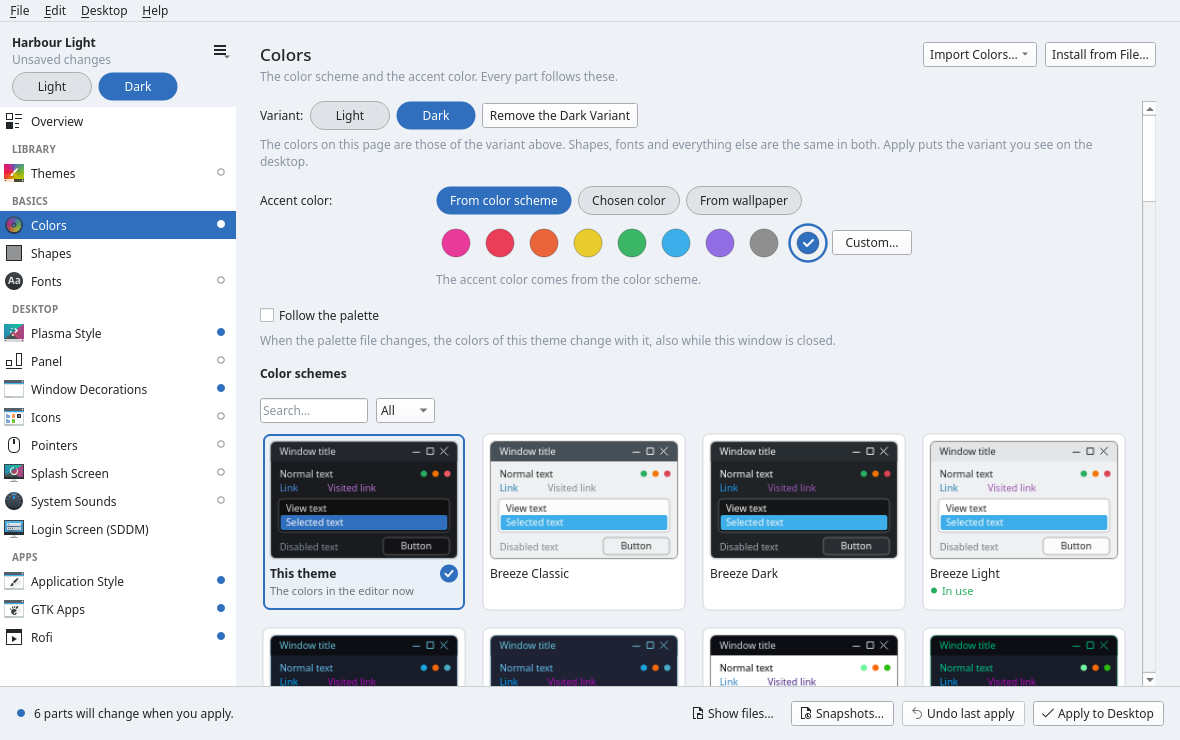 File Edit Desktop Help
Harbour Light
Unsaved changes
Light Dark
Overview
LIBRARY
Themes
BASICS
Colors
Shapes
Aa Fonts
DESKTOP
Plasma Style
Panel
Window Decorations
Icons
Pointers
Splash Screen
System Sounds
Login Screen (SDDM)
APPS
Application Style
GTK Apps
Rofi
Colors
Import Colors... Install from File...
The color scheme and the accent color. Every part follows these.
Variant: Light Dark Remove the Dark Variant
The colors on this page are those of the variant above. Shapes, fonts and everything else are the same in both. Apply puts the variant you see on the
desktop.
Accent color: From color scheme Chosen color From wallpaper
Custom...
The accent color comes from the color scheme.
Follow the palette
When the palette file changes, the colors of this theme change with it, also while this window is closed.
Color schemes
Search... All
Window title
Normal text
Link Visited link
View text
Selected text
Disabled text Button
This theme
The colors in the editor now
Window title
Normal text
Link Visited link
View text
Selected text
Disabled text Button
Breeze Classic
Window title
Normal text
Link Visited link
View text
Selected text
Disabled text Button
Breeze Dark
Window title
Normal text
Link Visited link
View text
Selected text
Disabled text Button
Breeze Light
In use
Window title
Normal text
Link Visited link
Window title
Normal text
Link Visited link
Window title
Normal text
Link Visited link
Window title
Normal text
Link Visited link
6 parts will change when you apply.
Show files... Snapshots... Undo last apply Apply to Desktop